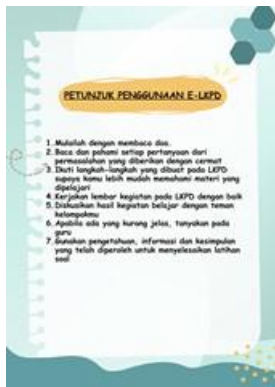 PETUNJUK PENGGUNAAN E-LKPD
1. Mulailah dengan membaca doa.
2. Baca dan pahami setiap pertanyaan dari
permasalahan yang diberikan dengan cermat
3. Ikuti langkah-langkah yang dibuat pada LKPD
supaya kamu lebih mudah memahami materi yang
dipelajari
4. Kerjakan lembar kegiatan pada LKPD dengan baik
5. Diskusikan hasil kegiatan belajar dengan teman
kelompokmu
6. Apabila ada yang kurang jelas, tanyakan pada
guru
7. Gunakan pengetahuan, informasi dan kesimpulan
yang telah diperoleh untuk menyelesaikan latihan
soal